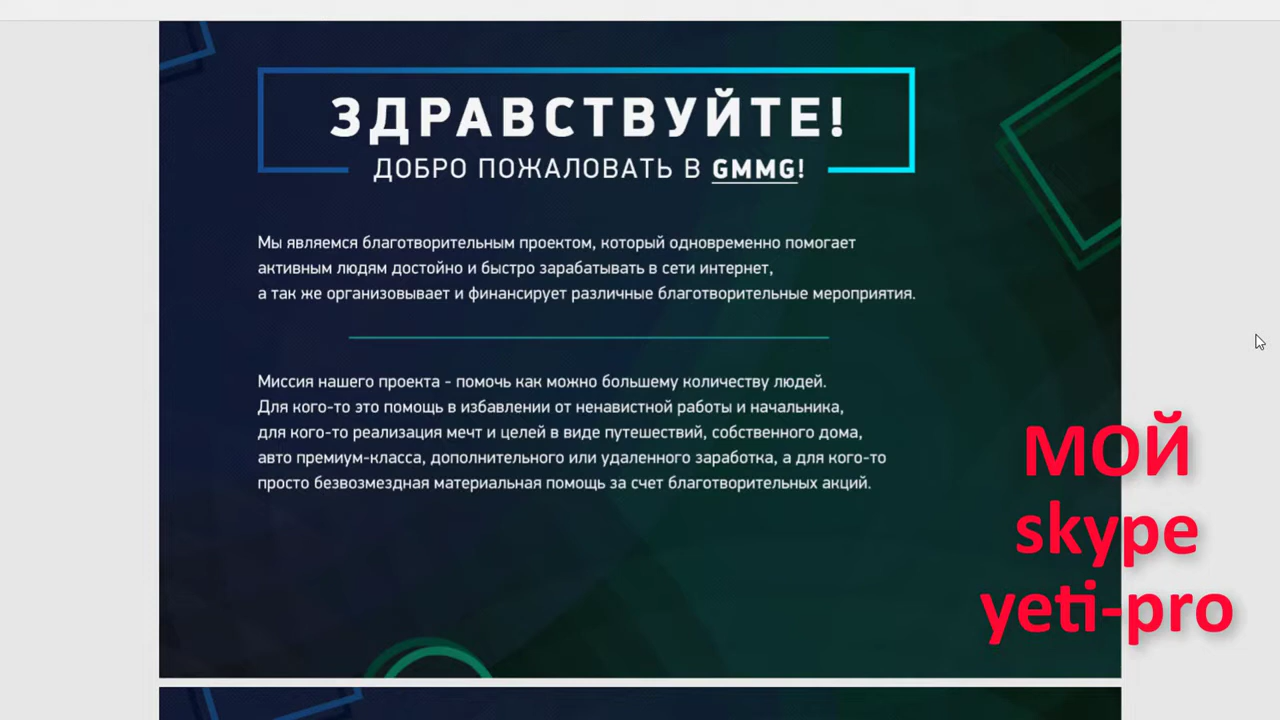 ЗДРАВСТВУЙТЕ!
ДОБРО ПОЖАЛОВАТЬ В GMMG!
Мы являемся благотворительным проектом, который одновременно помогает
активным людям достойно и быстро зарабатывать в сети интернет,
а так же организовывает и финансирует различные благотворительные мероприятия.
Миссия нашего проекта - помочь как можно большему количеству людей.
Для кого-то это помощь в избавлении от ненавистной работы и начальника,
для кого-то реализация мечт и целей в виде путешествий, собственного дома,
авто премиум-класса, дополнительного или удаленного заработка, а для кого-то
просто безвозмездная материальная помощь за счет благотворительных акций.
МОЙ
skype
yeti-pro